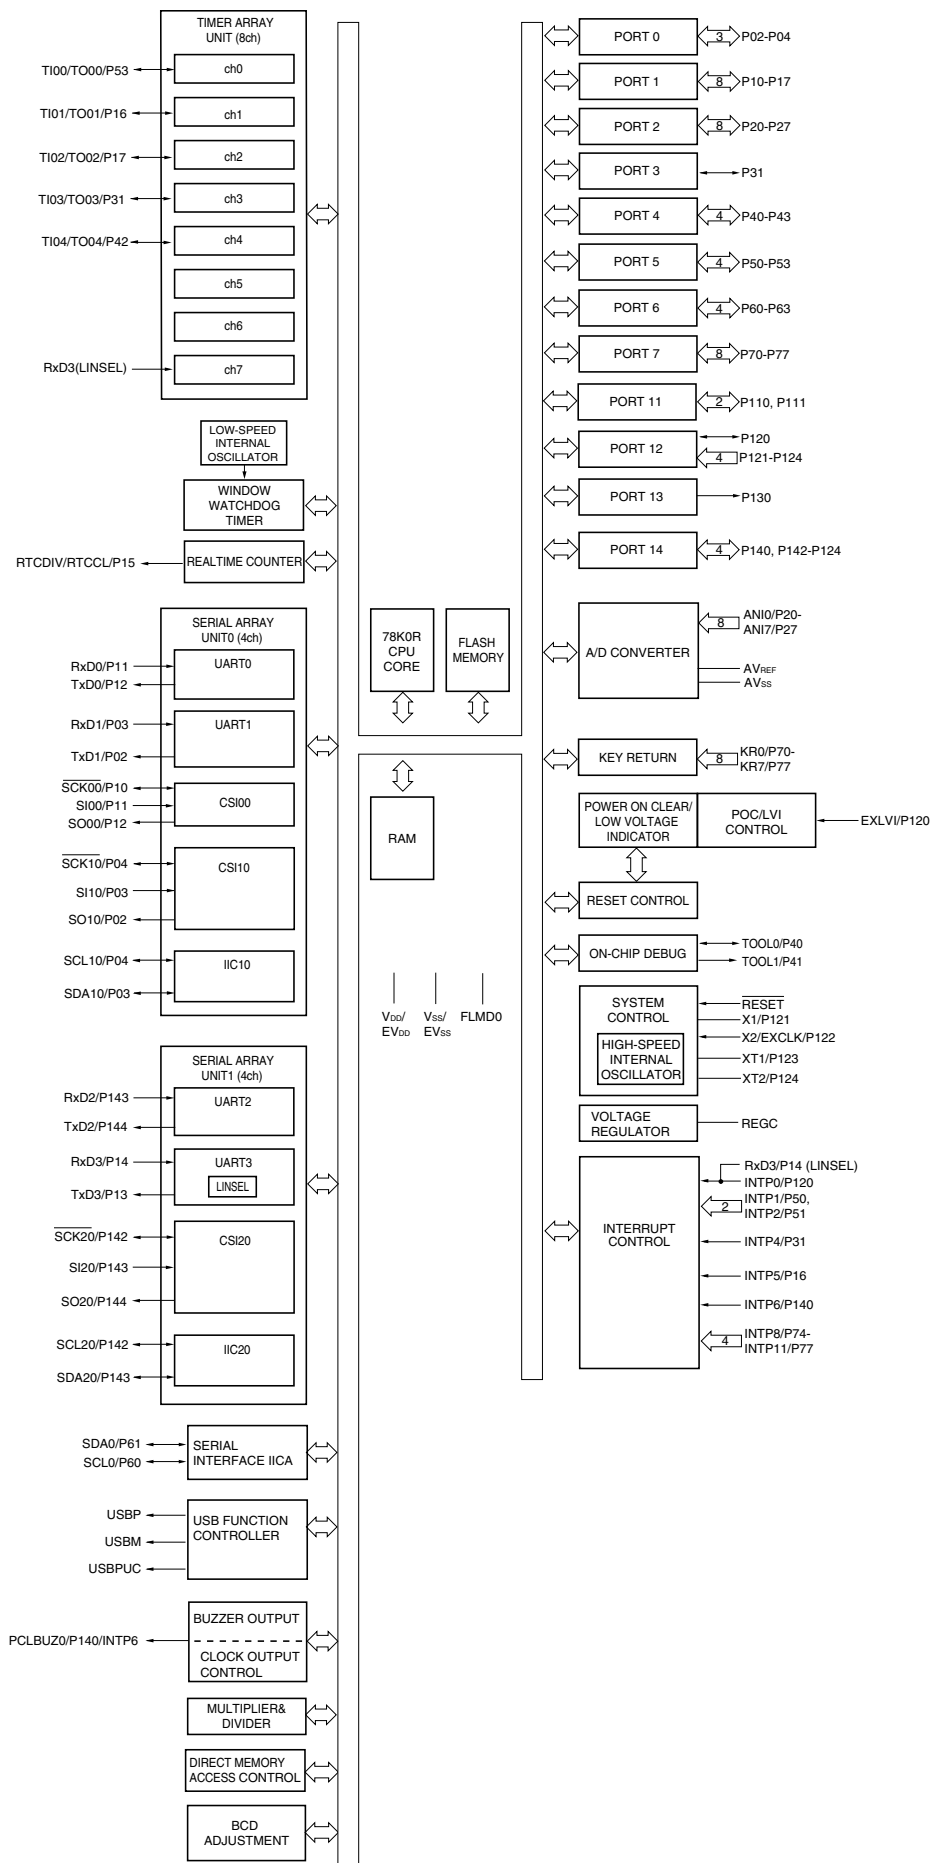 TIMER ARRAY
UNIT (8ch)
TI00/TO00/P53
ch0
TI01/TO01/P16
ch1
TI02/TO02/P17
ch2
TI03/TO03/P31
ch3
TI04/TO04/P42
ch4
ch5
ch6
RxD3(LINSEL)
ch7
LOW-SPEED
INTERNAL
OSCILLATOR
WINDOW
WATCHDOG
TIMER
RTCDIV/RTCCL/P15
REALTIME COUNTER
SERIAL ARRAY
UNIT0 (4ch)
UART0
RxD0/P11
TxD0/P12
UART1
RxD1/P03
TxD1/P02
SCK00/P10
SI00/P11
SO00/P12
CSI00
SCK10/P04
SI10/P03
SO10/P02
CSI10
SCL10/P04
SDA10/P03
IIC10
SERIAL ARRAY
UNIT1 (4ch)
UART2
RxD2/P143
TxD2/P144
UART3
LINSEL
RxD3/P14
TxD3/P13
SCK20/P142
SI20/P143
SO20/P144
CSI20
SCL20/P142
SDA20/P143
IIC20
SDA0/P61
SCL0/P60
SERIAL
INTERFACE IICA
USBP
USBM
USBPUC
USB FUNCTION
CONTROLLER
PCLBUZ0/P140/INTP6
BUZZER OUTPUT
CLOCK OUTPUT
CONTROL
MULTIPLIER&
DIVIDER
DIRECT MEMORY
ACCESS CONTROL
BCD
ADJUSTMENT
78K0R
CPU
CORE
FLASH
MEMORY
RAM
VDD/
EVDD
VSS/
EVSS
FLMD0
PORT 0
3
P02-P04
PORT 1
8
P10-P17
PORT 2
8
P20-P27
PORT 3
P31
PORT 4
4
P40-P43
PORT 5
4
P50-P53
PORT 6
4
P60-P63
PORT 7
8
P70-P77
PORT 11
2
P110, P111
PORT 12
P120
4
P121-P124
PORT 13
P130
PORT 14
4
P140, P142-P124
A/D CONVERTER
8
ANI0/P20-
ANI7/P27
AVREF
AVSS
KEY RETURN
8
KR0/P70-
KR7/P77
POWER ON CLEAR/
LOW VOLTAGE
INDICATOR
POC/LVI
CONTROL
EXLVI/P120
RESET CONTROL
ON-CHIP DEBUG
TOOL0/P40
TOOL1/P41
SYSTEM
CONTROL
HIGH-SPEED
INTERNAL
OSCILLATOR
RESET
X1/P121
X2/EXCLK/P122
XT1/P123
XT2/P124
VOLTAGE
REGULATOR
REGC
INTERRUPT
CONTROL
RxD3/P14 (LINSEL)
INTP0/P120
2
INTP1/P50,
INTP2/P51
INTP4/P31
INTP5/P16
INTP6/P140
4
INTP8/P74-
INTP11/P77